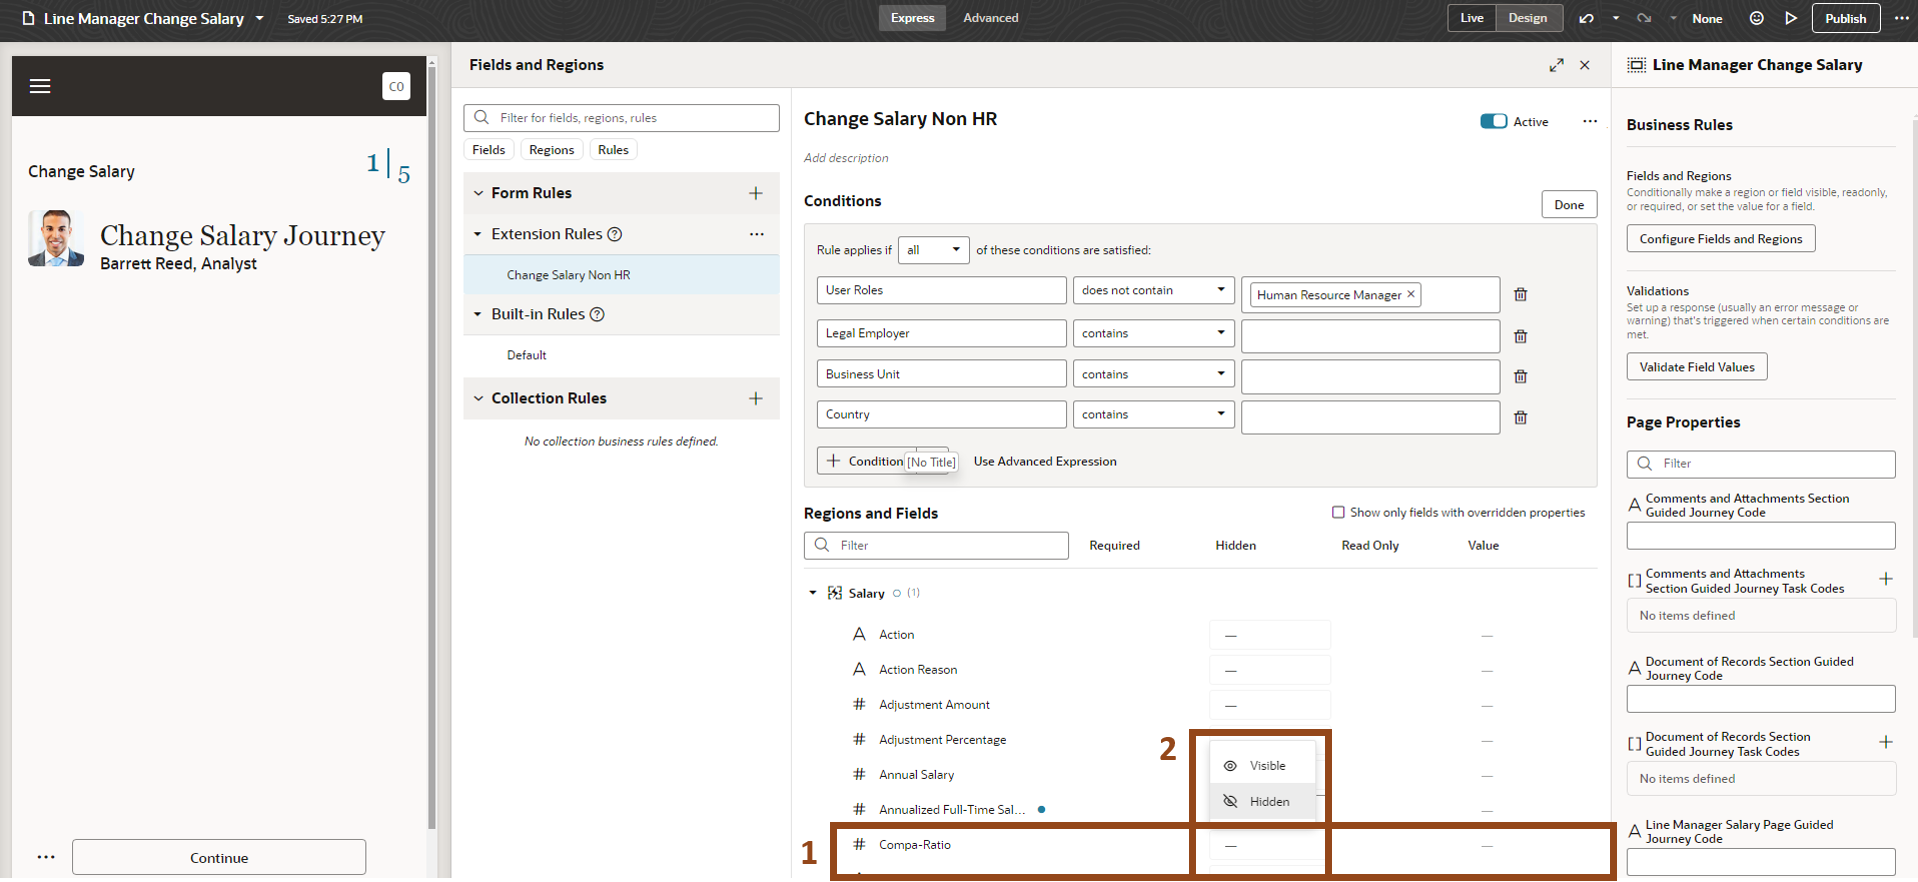 Line Manager Change Salary
Saved 5:27 PM
Express
Advanced
Live
Design
None
Publish
CO
Change Salary
1
5
Change Salary Journey
Barrett Reed, Analyst
Continue
Fields and Regions
Filter for fields, regions, rules
Fields
Regions
Rules
Form Rules
Extension Rules
Change Salary Non HR
Built-in Rules
Default
Collection Rules
No collection business rules defined.
Change Salary Non HR
Active
Add description
Conditions
Done
Rule applies if all of these conditions are satisfied:
User Roles does not contain Human Resource Manager
Legal Employer contains
Business Unit contains
Country contains
Condition
[No Title]
Use Advanced Expression
Regions and Fields
Show only fields with overridden properties
Filter
Required
Hidden
Read Only
Value
Salary (1)
A Action — —
A Action Reason — —
# Adjustment Amount — —
# Adjustment Percentage —
# Annual Salary —
# Annualized Full-Time Sal... —
2
Visible
Hidden
1
# Compa-Ratio — —
Line Manager Change Salary
Business Rules
Fields and Regions
Conditionally make a region or field visible, readonly,
or required, or set the value for a field.
Configure Fields and Regions
Validations
Set up a response (usually an error message or
warning) that's triggered when certain conditions are
met.
Validate Field Values
Page Properties
Filter
A Comments and Attachments Section
Guided Journey Code
[] Comments and Attachments
Section Guided Journey Task Codes
No items defined
A Document of Records Section Guided
Journey Code
[] Document of Records Section
Guided Journey Task Codes
No items defined
A Line Manager Salary Page Guided
Journey Code